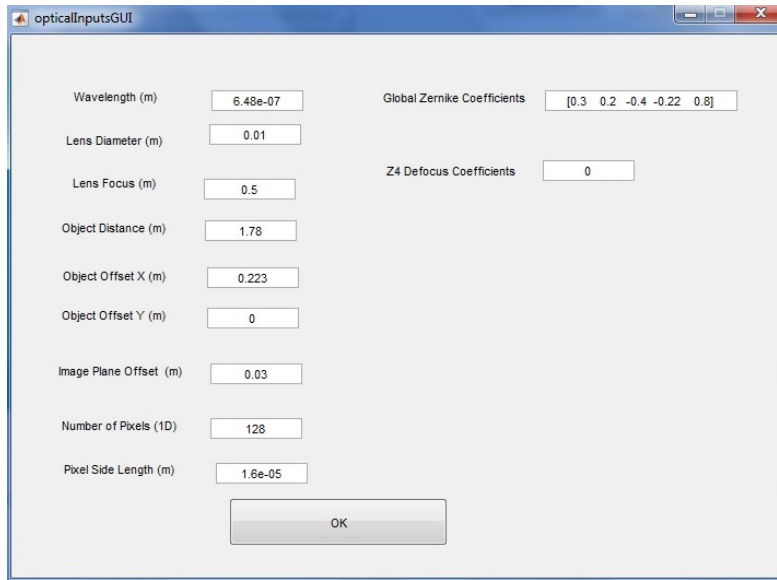 opticalInputsGUI
Wavelength (m) 6.48e-07 Global Zernike Coefficients [0.3 0.2 -0.4 -0.22 0.8]
Lens Diameter (m) 0.01
Lens Focus (m) 0.5 Z4 Defocus Coefficients 0
Object Distance (m) 1.78
Object Offset X (m) 0.223
Object Offset Y (m) 0
Image Plane Offset (m) 0.03
Number of Pixels (1D) 128
Pixel Side Length (m) 1.6e-05
OK